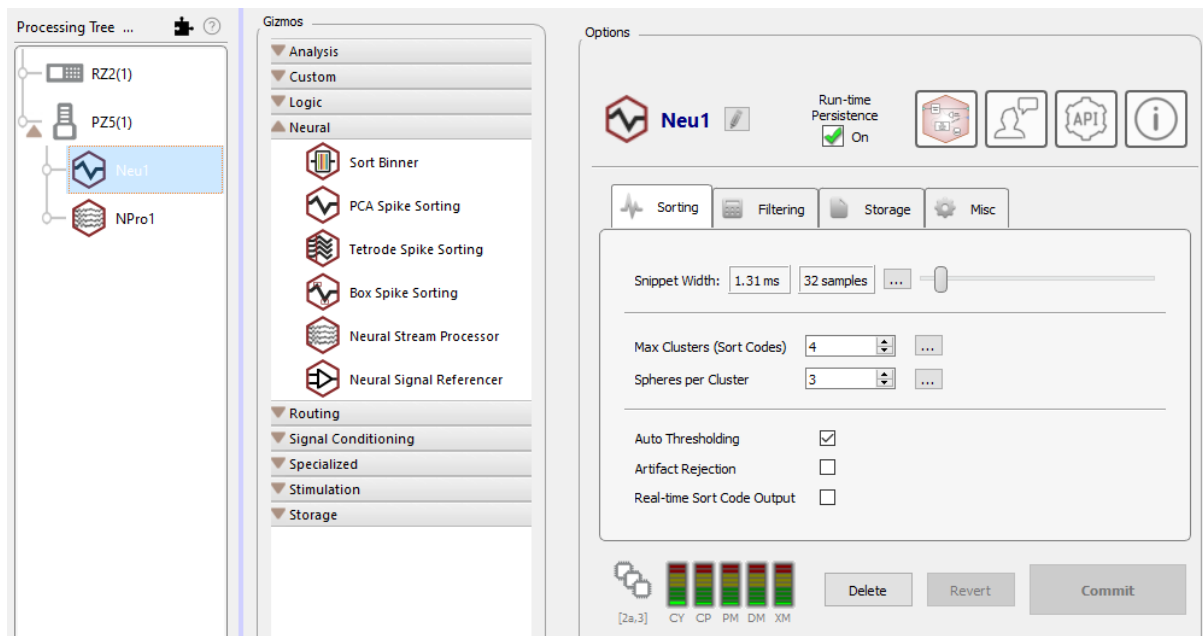 Processing Tree ...
RZ2(1)
PZ5(1)
Neu1
NPro1
Gizmos
Analysis
Custom
Logic
Neural
Sort Binner
PCA Spike Sorting
Tetrode Spike Sorting
Box Spike Sorting
Neural Stream Processor
Neural Signal Referencer
Routing
Signal Conditioning
Specialized
Stimulation
Storage
Options
Neu1
Run-time
Persistence
On
API
Sorting Filtering Storage Misc
Snippet Width: 1.31 ms 32 samples ...
Max Clusters (Sort Codes) 4 ...
Spheres per Cluster 3 ...
Auto Thresholding
Artifact Rejection
Real-time Sort Code Output
[2a,3] CY CP PM DM XM
Delete Revert Commit